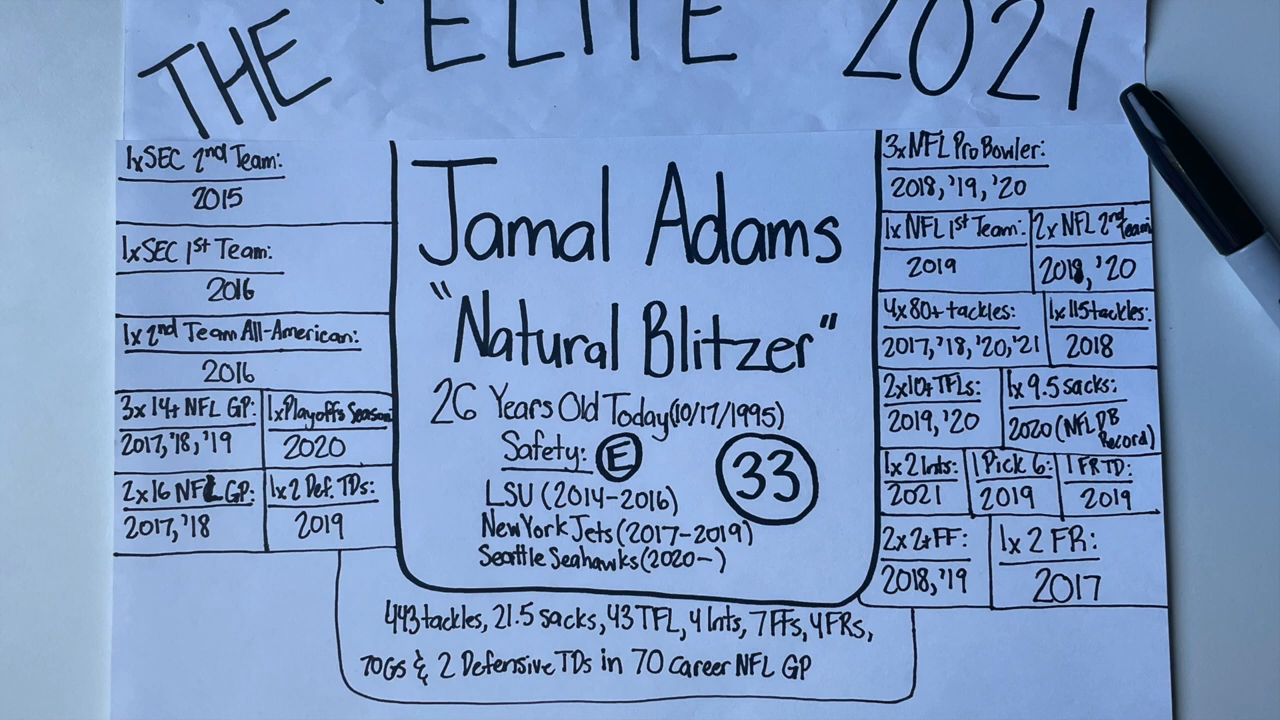 THE ELITE 2021
1x SEC 2nd Team:
2015
1x SEC 1st Team:
2016
1x 2nd Team All-American:
2016
3x 14+ NFL GP:
2017, '18, '19
1x Playoffs Season
2020
2x 16 NFL GP:
2017, '18
1x 2 Def. TDs:
2019
Jamal Adams
"Natural Blitzer"
26 Years Old Today (10/17/1995)
Safety: E
33
LSU (2014-2016)
New York Jets (2017-2019)
Seattle Seahawks (2020-)
3x NFL Pro Bowler:
2018, '19, '20
1x NFL 1st Team:
2019
2x NFL 2nd Team
2018, '20
4x 80+ tackles:
2017, '18, '20, '21
1x 115 tackles:
2018
2x 10+ TFLs:
2019, '20
1x 9.5 sacks:
2020 (NFL DB
Record)
1x 2 Ints:
2021
1 Pick 6:
2019
1 FR TD:
2019
2x 2+ FF:
2018, '19
1x 2 FR:
2017
443 tackles, 21.5 sacks, 43 TFL, 4 Ints, 7 FFs, 4 FRs,
70 GS & 2 Defensive TDs in 70 Career NFL GP